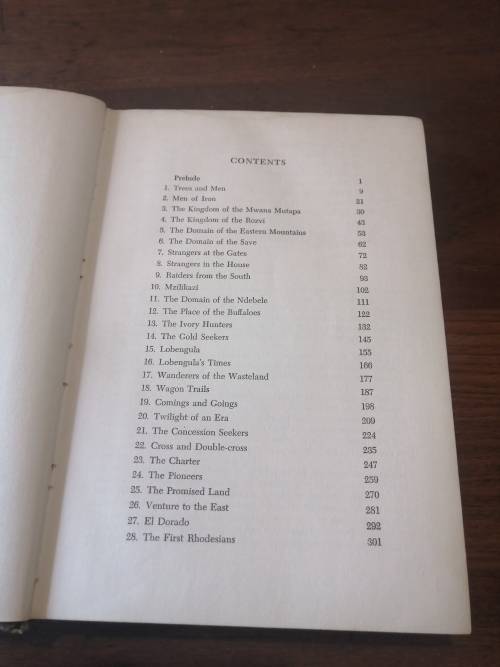 CONTENTS
Prelude 1
1. Trees and Men 9
2. Men of Iron 21
3. The Kingdom of the Mwana Mutapa 30
4. The Kingdom of the Rozvi 43
5. The Domain of the Eastern Mountains 53
6. The Domain of the Save 62
7. Strangers at the Gates 72
8. Strangers in the House 82
9. Raiders from the South 93
10. Mzilikazi 102
11. The Domain of the Ndebele 111
12. The Place of the Buffaloes 122
13. The Ivory Hunters 132
14. The Gold Seekers 145
15. Lobengula 155
16. Lobengula's Times 166
17. Wanderers of the Wasteland 177
18. Wagon Trails 187
19. Comings and Goings 198
20. Twilight of an Era 209
21. The Concession Seekers 224
22. Cross and Double-cross 235
23. The Charter 247
24. The Pioneers 259
25. The Promised Land 270
26. Venture to the East 281
27. El Dorado 292
28. The First Rhodesians 301